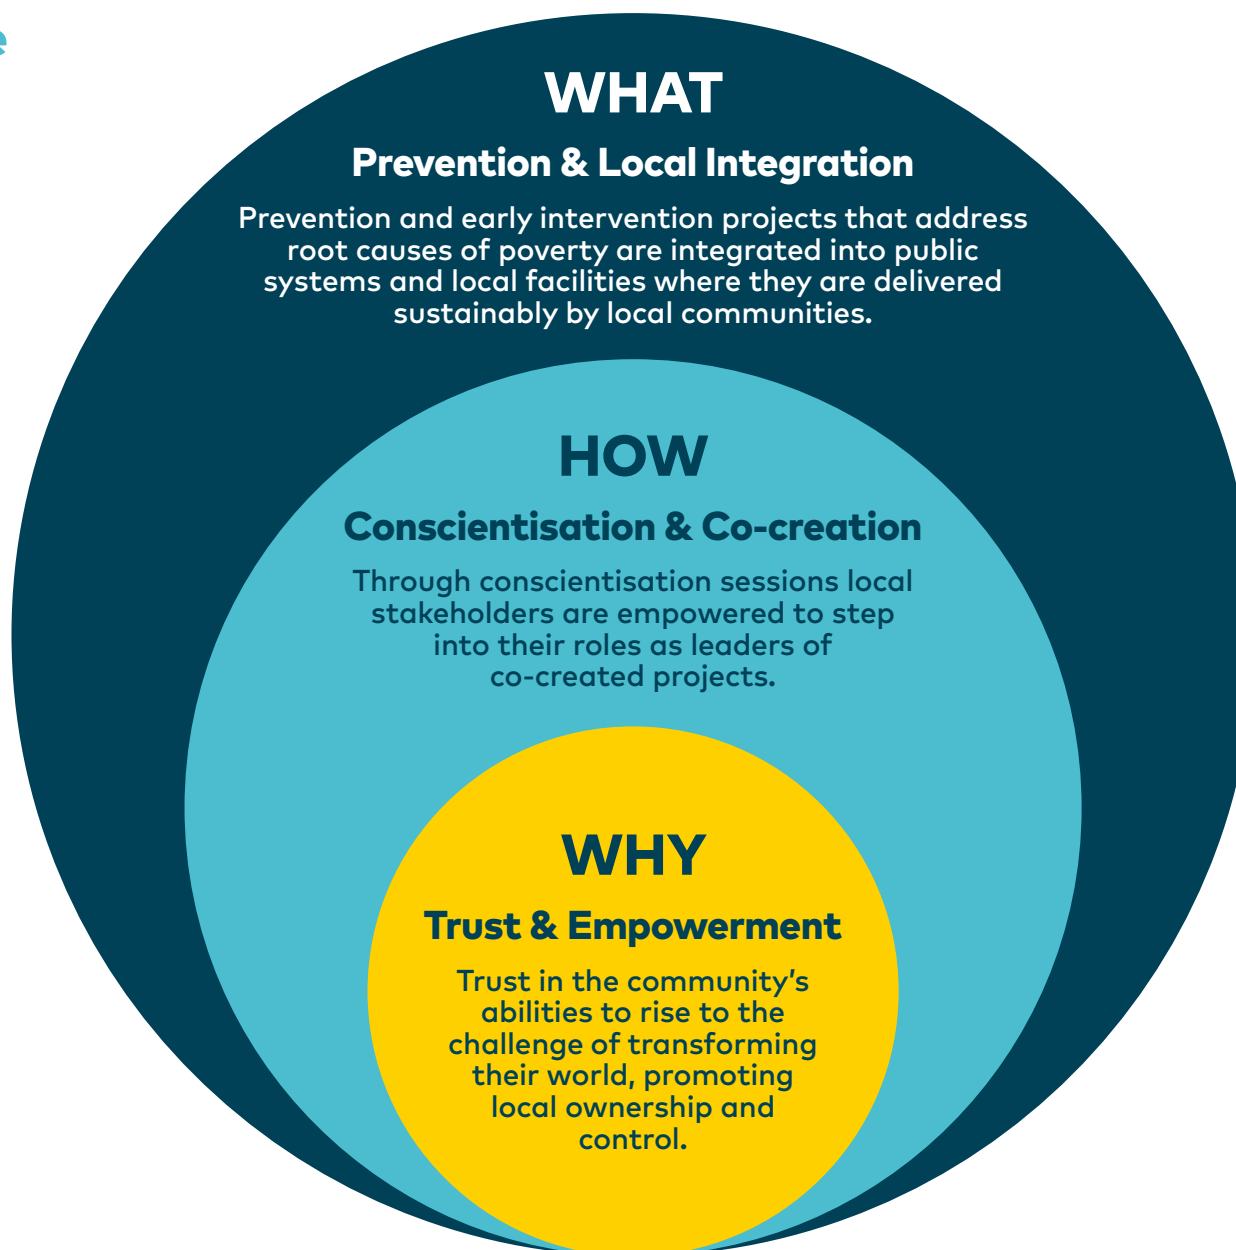 WHAT
Prevention & Local Integration
Prevention and early intervention projects that address
root causes of poverty are integrated into public
systems and local facilities where they are delivered
sustainably by local communities.
HOW
Conscientisation & Co-creation
Through conscientisation sessions local
stakeholders are empowered to step
into their roles as leaders of
co-created projects.
WHY
Trust & Empowerment
Trust in the community’s
abilities to rise to the
challenge of transforming
their world, promoting
local ownership and
control.